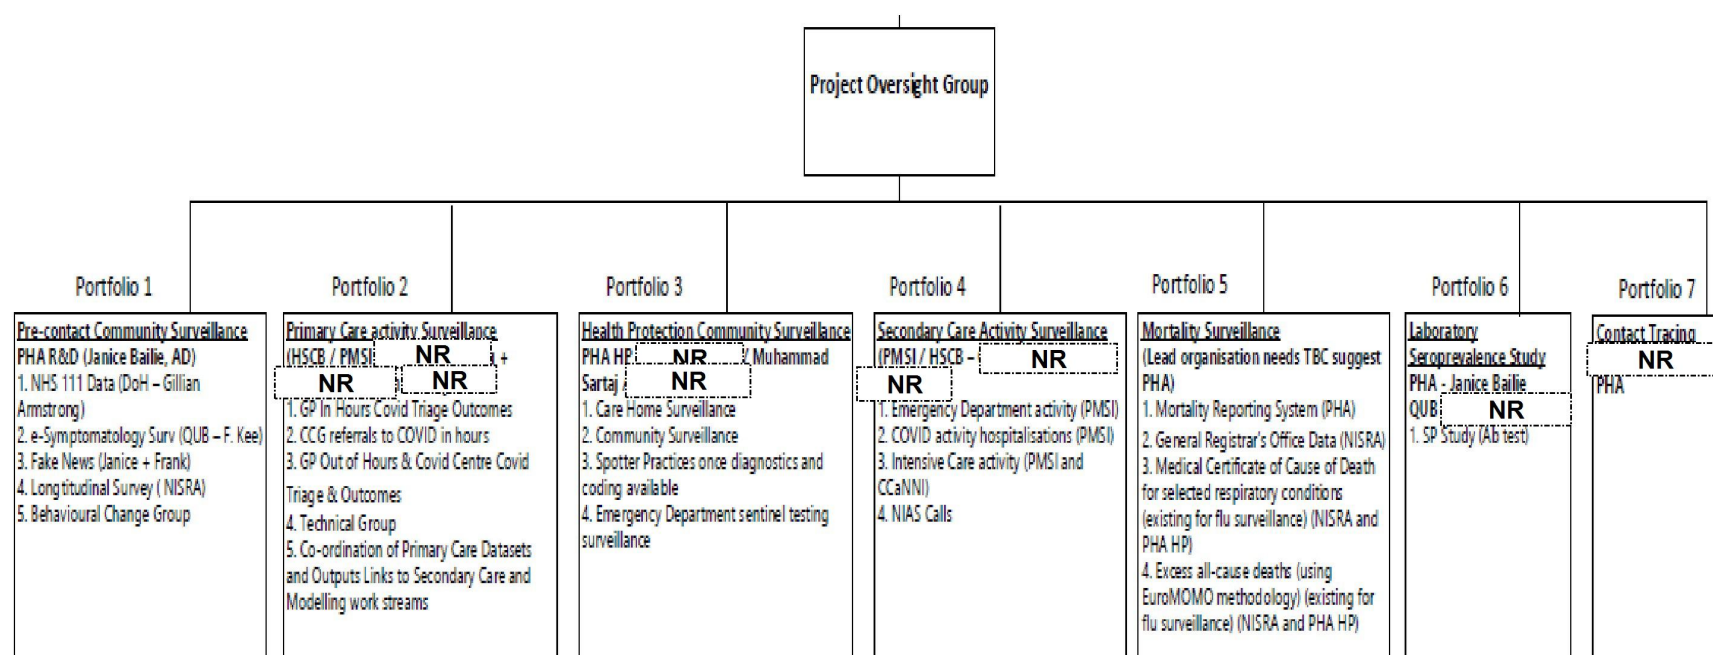 Project Oversight Group
Portfolio 1
Pre-contact Community Surveillance
PHA R&D (Janice Bailie, AD)
1. NHS 111 Data (DoH – Gillian
Armstrong)
2. e-Symptomatology Surv (QUB – F. Kee)
3. Fake News (Janice + Frank)
4. Longtitudinal Survey ( NISRA)
5. Behavioural Change Group
Portfolio 2
Primary Care activity Surveillance
(HSCB / PMSI NR +
NR NR
1. GP In Hours Covid Triage Outcomes
2. CCG referrals to COVID in hours
3. GP Out of Hours & Covid Centre Covid
Triage & Outcomes
4. Technical Group
5. Co-ordination of Primary Care Datasets
and Outputs Links to Secondary Care and
Modelling work streams
Portfolio 3
Health Protection Community Surveillance
PHA HP NR / Muhammad
Sartaj / NR
1. Care Home Surveillance
2. Community Surveillance
3. Spotter Practices once diagnostics and
coding available
4. Emergency Department sentinel testing
surveillance
Portfolio 4
Secondary Care Activity Surveillance
(PMSI / HSCB – NR
NR
1. Emergency Department activity (PMSI)
2. COVID activity hospitalisations (PMSI)
3. Intensive Care activity (PMSI and
CCaNNI)
4. NIAS Calls
Portfolio 5
Mortality Surveillance
(Lead organisation needs TBC suggest
PHA)
1. Mortality Reporting System (PHA)
2. General Registrar's Office Data (NISRA)
3. Medical Certificate of Cause of Death
for selected respiratory conditions
(existing for flu surveillance) (NISRA and
PHA HP)
4. Excess all-cause deaths (using
EuroMOMO methodology) (existing for
flu surveillance) (NISRA and PHA HP)
Portfolio 6
Laboratory
Seroprevalence Study
PHA - Janice Bailie
QUB NR
1. SP Study (Ab test)
Portfolio 7
Contact Tracing
NR
PHA